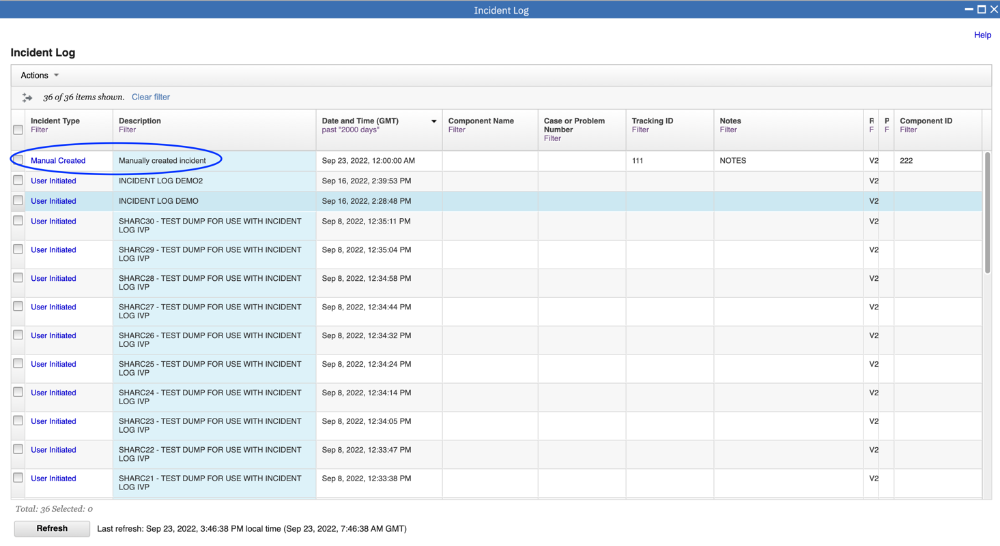 Incident Log
Help
Incident Log
Actions
36 of 36 items shown. Clear filter
Incident Type Description Date and Time (GMT) Component Name Case or Problem Number Tracking ID Notes R P Component ID
Filter Filter past "2000 days" Filter Filter Filter Filter F F Filter
Manual Created Manually created incident Sep 23, 2022, 12:00:00 AM 111 NOTES V2 222
User Initiated INCIDENT LOG DEMO2 Sep 16, 2022, 2:39:53 PM V2
User Initiated INCIDENT LOG DEMO Sep 16, 2022, 2:28:48 PM V2
User Initiated SHARC30 - TEST DUMP FOR USE WITH INCIDENT Sep 8, 2022, 12:35:11 PM V2
LOG IVP
User Initiated SHARC29 - TEST DUMP FOR USE WITH INCIDENT Sep 8, 2022, 12:35:04 PM V2
LOG IVP
User Initiated SHARC28 - TEST DUMP FOR USE WITH INCIDENT Sep 8, 2022, 12:34:58 PM V2
LOG IVP
User Initiated SHARC27 - TEST DUMP FOR USE WITH INCIDENT Sep 8, 2022, 12:34:44 PM V2
LOG IVP
User Initiated SHARC26 - TEST DUMP FOR USE WITH INCIDENT Sep 8, 2022, 12:34:32 PM V2
LOG IVP
User Initiated SHARC25 - TEST DUMP FOR USE WITH INCIDENT Sep 8, 2022, 12:34:24 PM V2
LOG IVP
User Initiated SHARC24 - TEST DUMP FOR USE WITH INCIDENT Sep 8, 2022, 12:34:14 PM V2
LOG IVP
User Initiated SHARC23 - TEST DUMP FOR USE WITH INCIDENT Sep 8, 2022, 12:34:05 PM V2
LOG IVP
User Initiated SHARC22 - TEST DUMP FOR USE WITH INCIDENT Sep 8, 2022, 12:33:47 PM V2
LOG IVP
User Initiated SHARC21 - TEST DUMP FOR USE WITH INCIDENT Sep 8, 2022, 12:33:38 PM V2
LOG IVP
Total: 36 Selected: 0
Refresh Last refresh: Sep 23, 2022, 3:46:38 PM local time (Sep 23, 2022, 7:46:38 AM GMT)